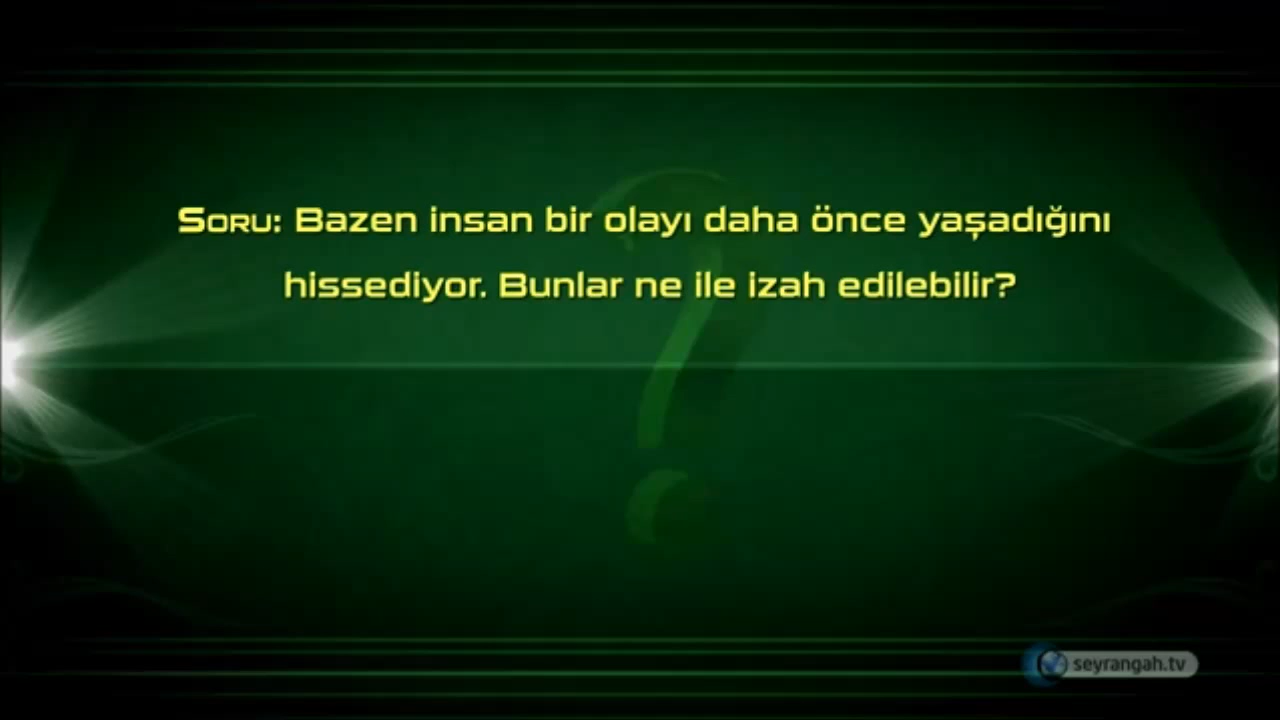 Soru: Bazen insan bir olayı daha önce yaşadığını
hissediyor. Bunlar ne ile izah edilebilir?
seyrangah.tv